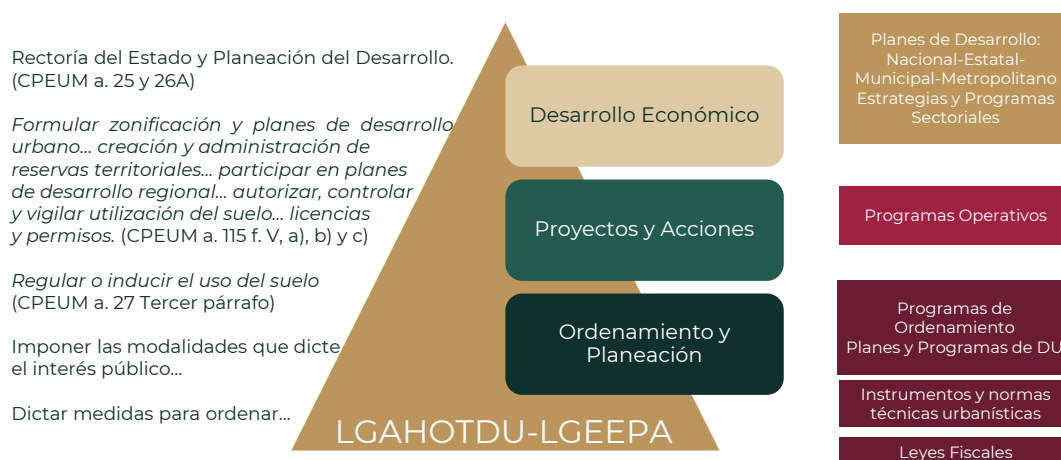 Rectoría del Estado y Planeación del Desarrollo.
(CPEUM a. 25 y 26A)
Formular zonificación y planes de desarrollo
urbano... creación y administración de
reservas territoriales... participar en planes
de desarrollo regional... autorizar, controlar
y vigilar utilización del suelo... licencias
y permisos. (CPEUM a. 115 f. V, a), b) y c)
Regular o inducir el uso del suelo
(CPEUM a. 27 Tercer párrafo)
Imponer las modalidades que dicte
el interés público...
Dictar medidas para ordenar...
Desarrollo Económico
Proyectos y Acciones
Ordenamiento y
Planeación
LGAHOTDU-LGEEPA
Planes de Desarrollo:
Nacional-Estatal-
Municipal-Metropolitano
Estrategias y Programas
Sectoriales
Programas Operativos
Programas de
Ordenamiento
Planes y Programas de DU
Instrumentos y normas
técnicas urbanísticas
Leyes Fiscales